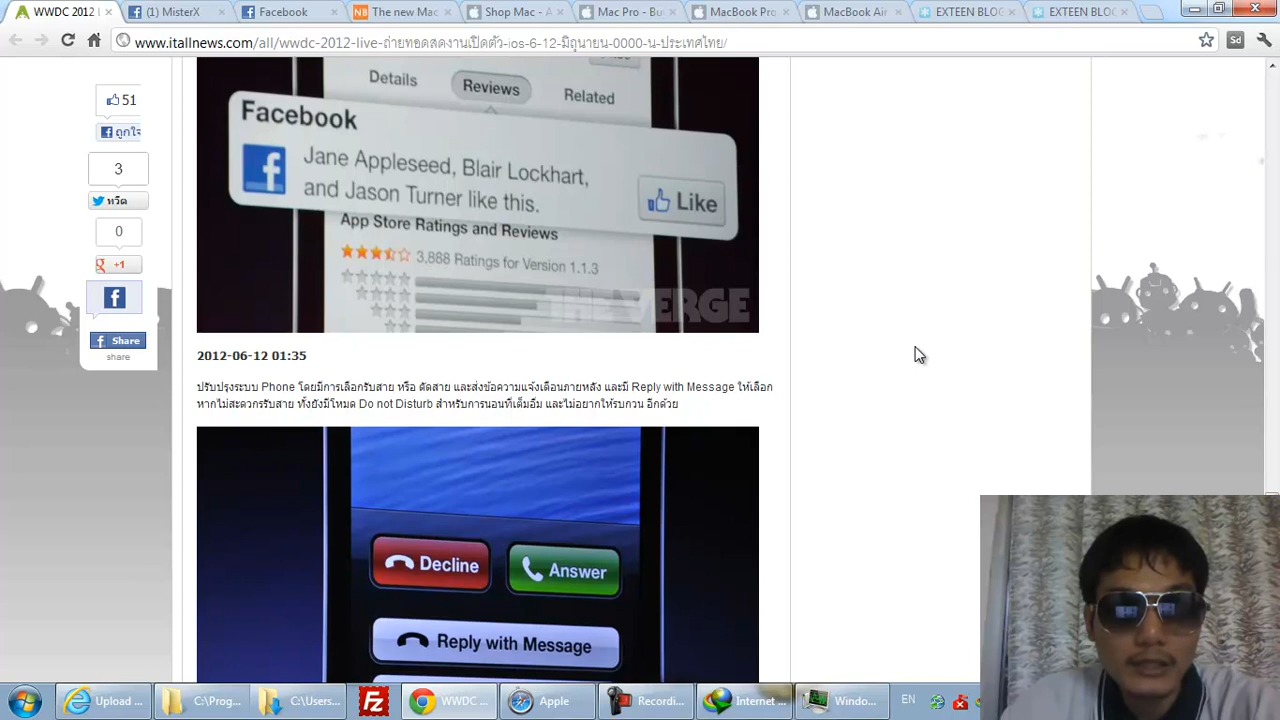 WWDC 2012 l
(1) MisterX
Facebook
The new Mac
Shop Mac - A
Mac Pro - Bu
MacBook Pro
MacBook Air
EXTEEN BLOG
EXTEEN BLOG
www.itallnews.com/all/wwdc-2012-live-ถ่ายทอดสดงานเปิดตัว-ios-6-12-มิถุนายน-0000-น-ประเทศไทย/
Sd
51
ถูกใจ
3
ทวีต
0
+1
Share
share
Details
Reviews
Related
Facebook
Jane Appleseed, Blair Lockhart,
and Jason Turner like this.
Like
App Store Ratings and Reviews
3,888 Ratings for Version 1.1.3
THE VERGE
2012-06-12 01:35
ปรับปรุงระบบ Phone โดยมีการเลือกรับสาย หรือ ตัดสาย และส่งข้อความแจ้งเตือนภายหลัง และมี Reply with Message ให้เลือก
หากไม่สะดวกรับสาย ทั้งยังมีโหมด Do not Disturb สำหรับการนอนที่เต็มอิ่ม และไม่อยากให้รบกวน อีกด้วย
Decline
Answer
Reply with Message
Upload ...
C:\Prog...
C:\Users...
WWDC ...
Apple
Recordi...
Internet ...
Windo...
EN